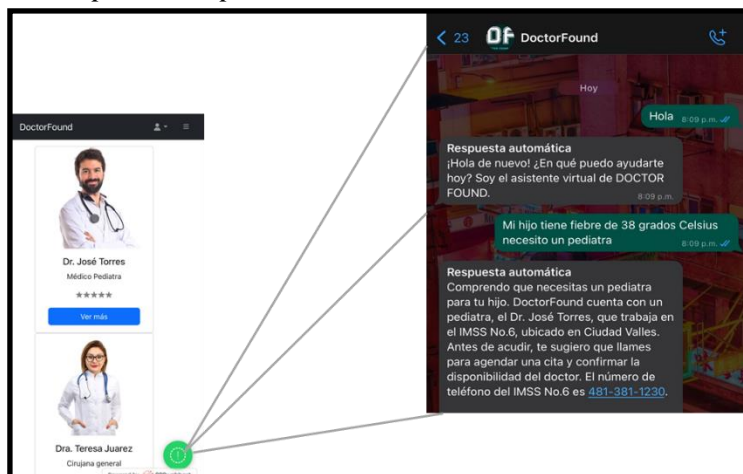 DoctorFound
Dr. José Torres
Médico Pediatra
Ver más
Dra. Teresa Juarez
Cirujana general
23
DoctorFound
Hoy
Hola 8:09 p.m.
Respuesta automática
¡Hola de nuevo! ¿En qué puedo ayudarte
hoy? Soy el asistente virtual de DOCTOR
FOUND.
8:09 p.m.
Mi hijo tiene fiebre de 38 grados Celsius
necesito un pediatra
8:09 p.m.
Respuesta automática
Comprendo que necesitas un pediatra
para tu hijo. DoctorFound cuenta con un
pediatra, el Dr. José Torres, que trabaja en
el IMSS No.6, ubicado en Ciudad Valles.
Antes de acudir, te sugiero que llames
para agendar una cita y confirmar la
disponibilidad del doctor. El número de
teléfono del IMSS No.6 es 481-381-1230.